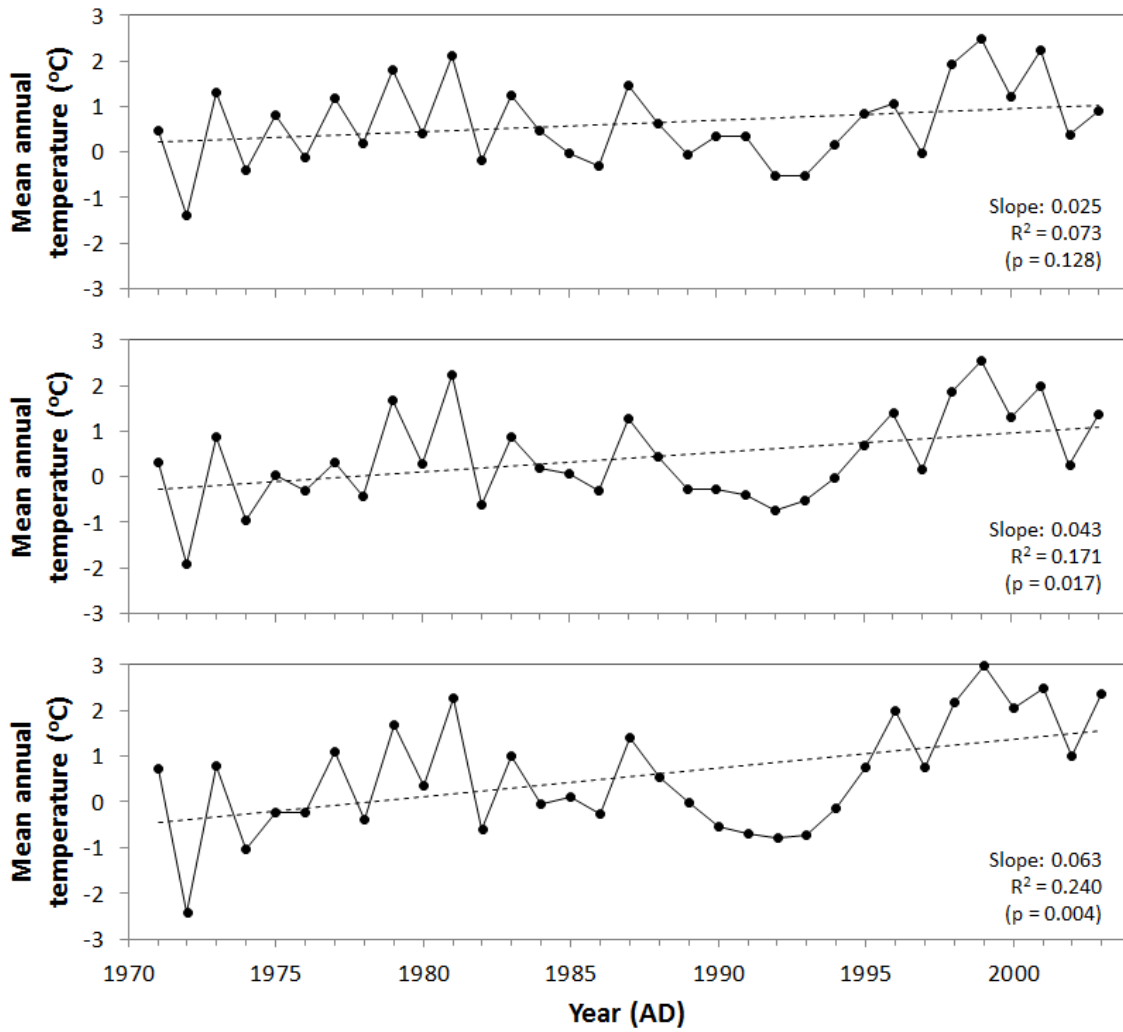 Mean annual
temperature (°C)
3
2
1
0
-1
-2
-3
Slope: 0.025
R² = 0.073
(p = 0.128)
Mean annual
temperature (°C)
3
2
1
0
-1
-2
-3
Slope: 0.043
R² = 0.171
(p = 0.017)
Mean annual
temperature (°C)
3
2
1
0
-1
-2
-3
Slope: 0.063
R² = 0.240
(p = 0.004)
1970 1975 1980 1985 1990 1995 2000
Year (AD)